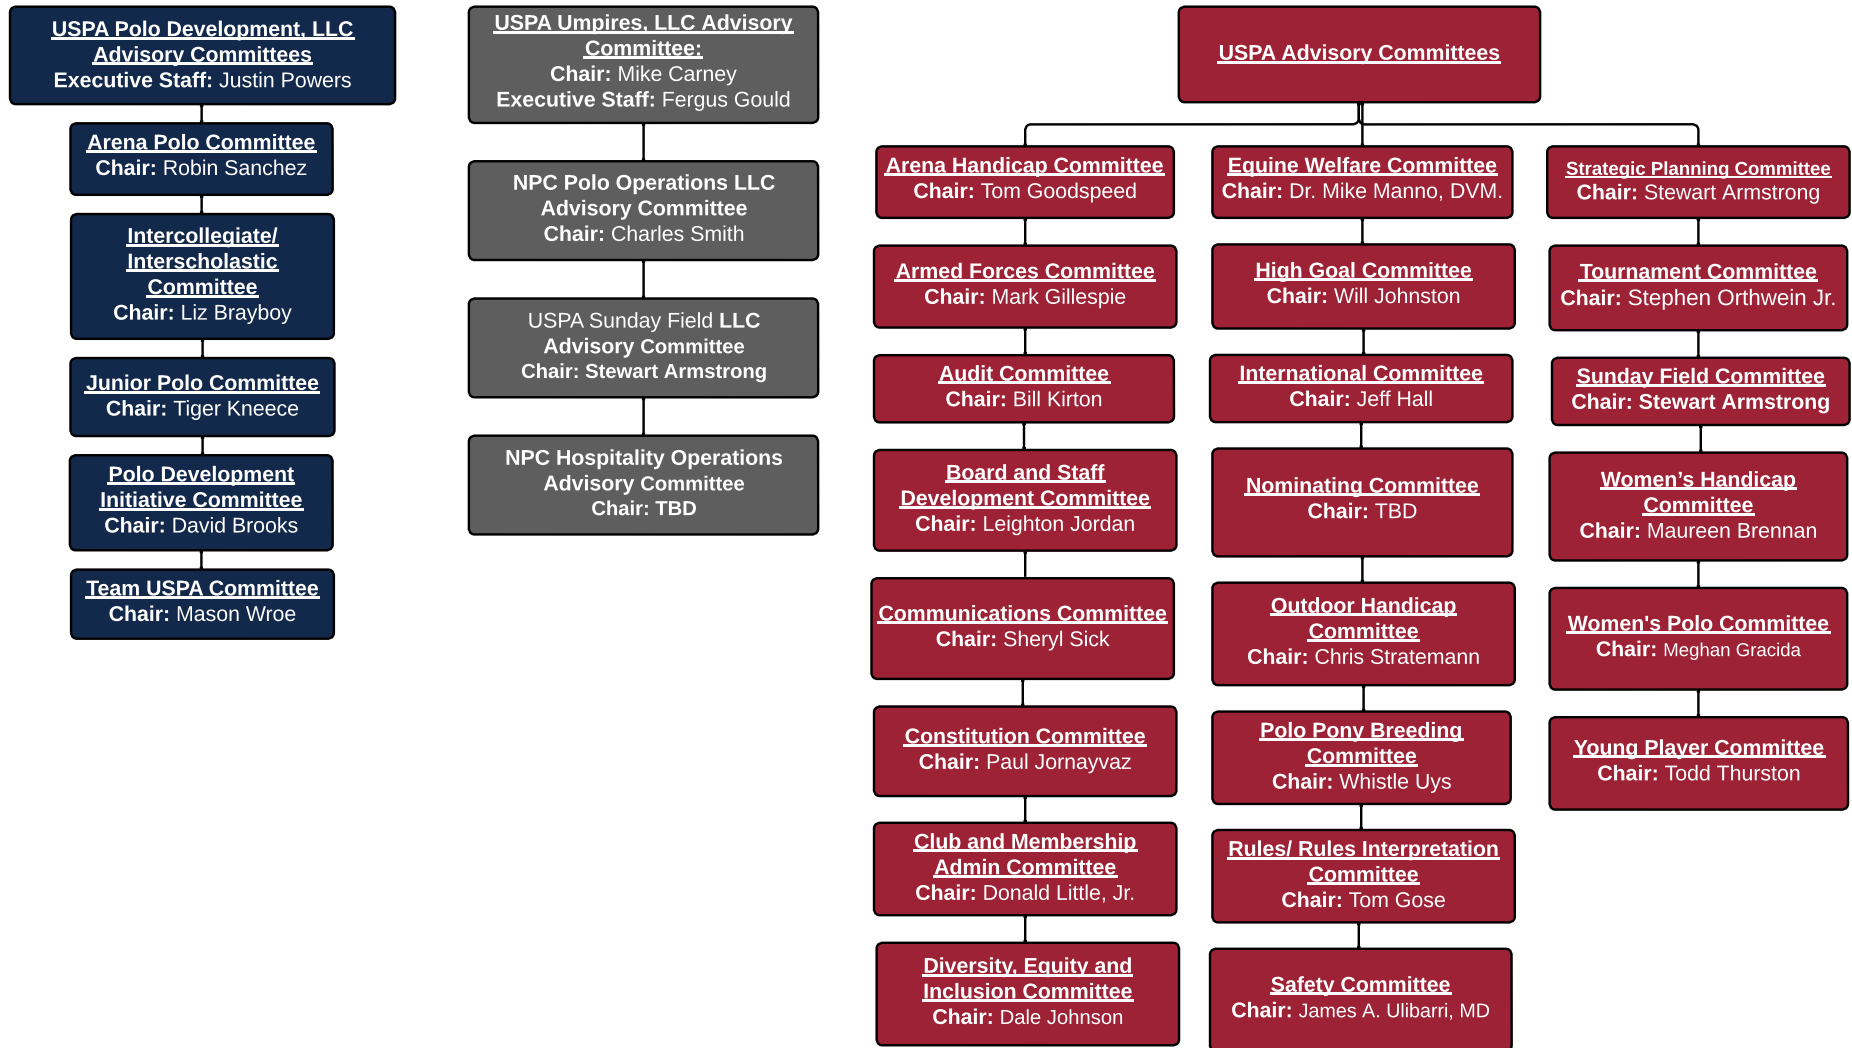 USPA Polo Development, LLC
Advisory Committees
Executive Staff: Justin Powers
Arena Polo Committee
Chair: Robin Sanchez
Intercollegiate/
Interscholastic
Committee
Chair: Liz Brayboy
Junior Polo Committee
Chair: Tiger Kneece
Polo Development
Initiative Committee
Chair: David Brooks
Team USPA Committee
Chair: Mason Wroe
USPA Umpires, LLC Advisory
Committee:
Chair: Mike Carney
Executive Staff: Fergus Gould
NPC Polo Operations LLC
Advisory Committee
Chair: Charles Smith
USPA Sunday Field LLC
Advisory Committee
Chair: Stewart Armstrong
NPC Hospitality Operations
Advisory Committee
Chair: TBD
USPA Advisory Committees
Arena Handicap Committee
Chair: Tom Goodspeed
Armed Forces Committee
Chair: Mark Gillespie
Audit Committee
Chair: Bill Kirton
Board and Staff
Development Committee
Chair: Leighton Jordan
Communications Committee
Chair: Sheryl Sick
Constitution Committee
Chair: Paul Jornayvaz
Club and Membership
Admin Committee
Chair: Donald Little, Jr.
Diversity, Equity and
Inclusion Committee
Chair: Dale Johnson
Equine Welfare Committee
Chair: Dr. Mike Manno, DVM.
High Goal Committee
Chair: Will Johnston
International Committee
Chair: Jeff Hall
Nominating Committee
Chair: TBD
Outdoor Handicap
Committee
Chair: Chris Stratemann
Polo Pony Breeding
Committee
Chair: Whistle Uys
Rules/ Rules Interpretation
Committee
Chair: Tom Gose
Safety Committee
Chair: James A. Ulibarri, MD
Strategic Planning Committee
Chair: Stewart Armstrong
Tournament Committee
Chair: Stephen Orthwein Jr.
Sunday Field Committee
Chair: Stewart Armstrong
Women’s Handicap
Committee
Chair: Maureen Brennan
Women's Polo Committee
Chair: Meghan Gracida
Young Player Committee
Chair: Todd Thurston